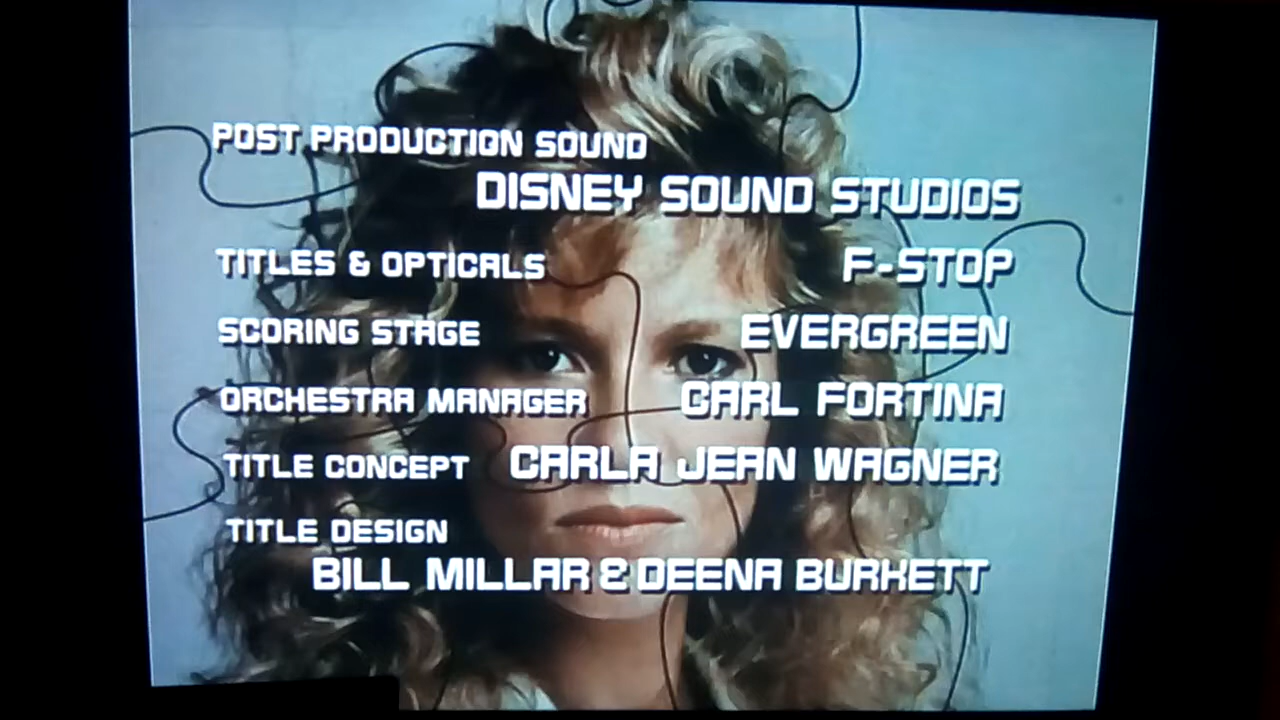 POST PRODUCTION SOUND
DISNEY SOUND STUDIOS
TITLES & OPTICALS F-STOP
SCORING STAGE EVERGREEN
ORCHESTRA MANAGER CARL FORTINA
TITLE CONCEPT CARLA JEAN WAGNER
TITLE DESIGN
BILL MILLAR & DEENA BURKETT